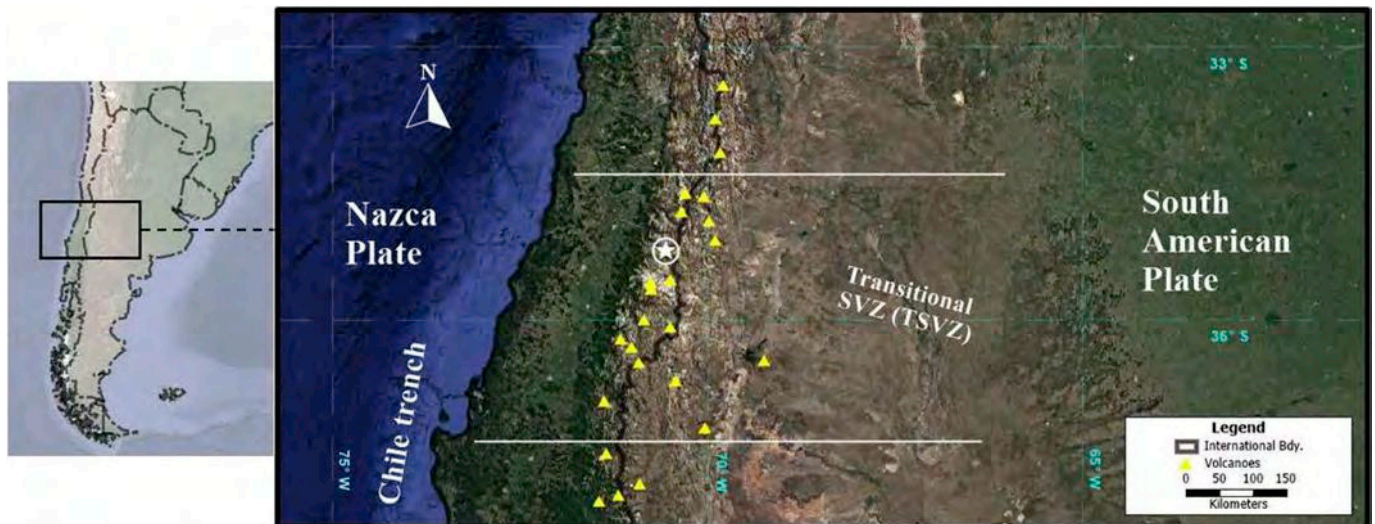 N
33° S
Nazca
Plate
South
American
Plate
Transitional
SVZ (TSVZ)
36° S
Chile trench
75° W
70° W
65° W
Legend
International Bdy.
Volcanoes
0 50 100 150
Kilometers